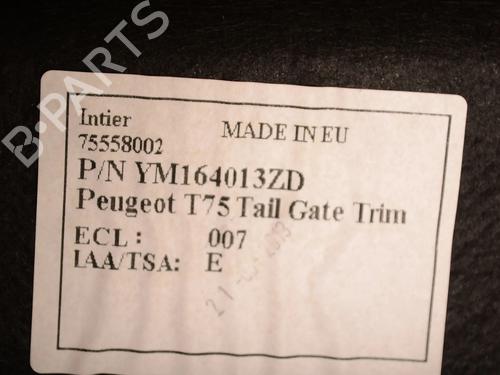 B-PARTS
Intier
75558002
MADE IN EU
P/N YM164013ZD
Peugeot T75 Tail Gate Trim
ECL : 007
IAA/TSA: E